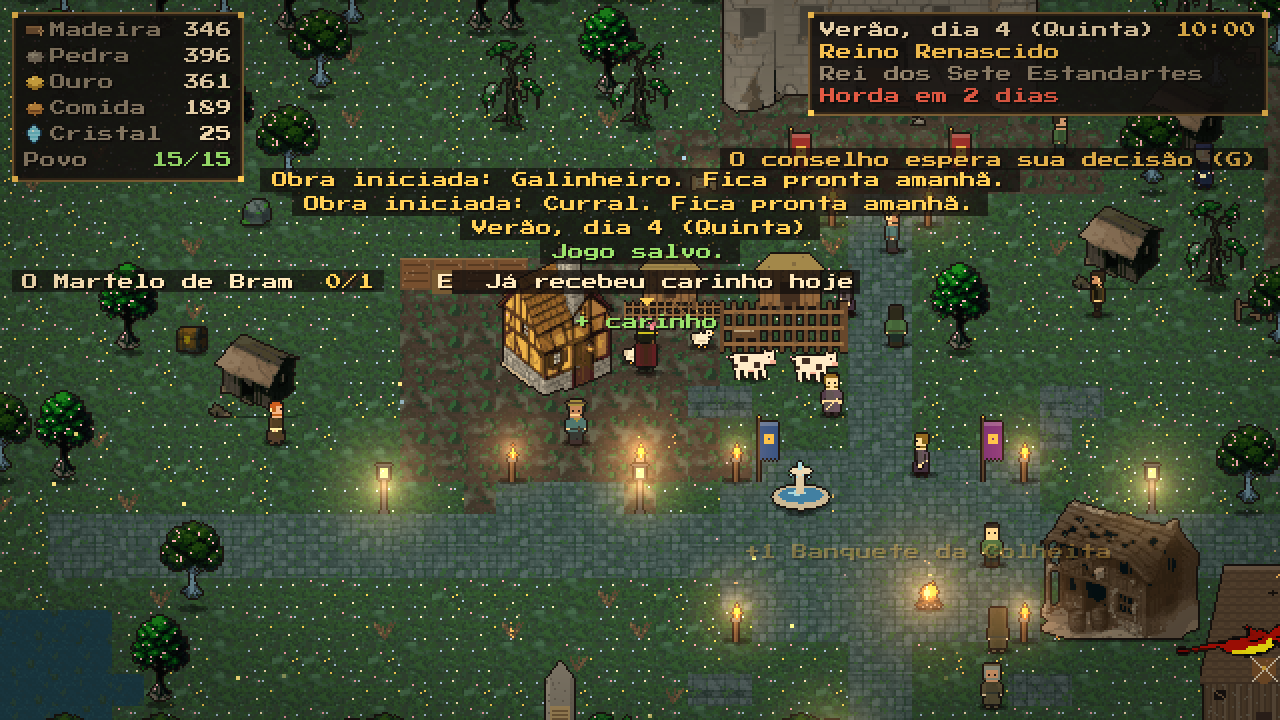 Madeira 346
Pedra 396
Ouro 361
Comida 189
Cristal 25
Povo 15/15
Verão, dia 4 (Quinta) 10:00
Reino Renascido
Rei dos Sete Estandartes
Horda em 2 dias
O conselho espera sua decisão (G)
Obra iniciada: Galinheiro. Fica pronta amanhã.
Obra iniciada: Curral. Fica pronta amanhã.
Verão, dia 4 (Quinta)
Jogo salvo.
O Martelo de Bram 0/1
E Já recebeu carinho hoje
+ carinho
+1 Banquete da Colheita